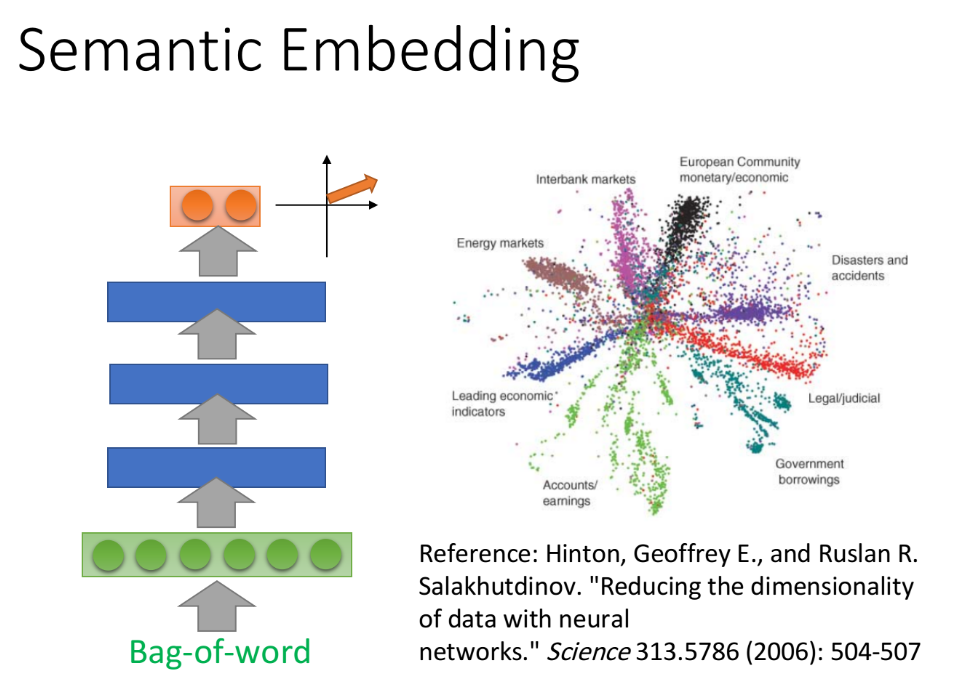 Semantic Embedding
European Community
monetary/economic
Interbank markets
Energy markets
Disasters and
accidents
Leading economic
indicators
Legal/judicial
Government
borrowings
Accounts/
earnings
Reference: Hinton, Geoffrey E., and Ruslan R.
Salakhutdinov. "Reducing the dimensionality
of data with neural
networks." Science 313.5786 (2006): 504-507
Bag-of-word